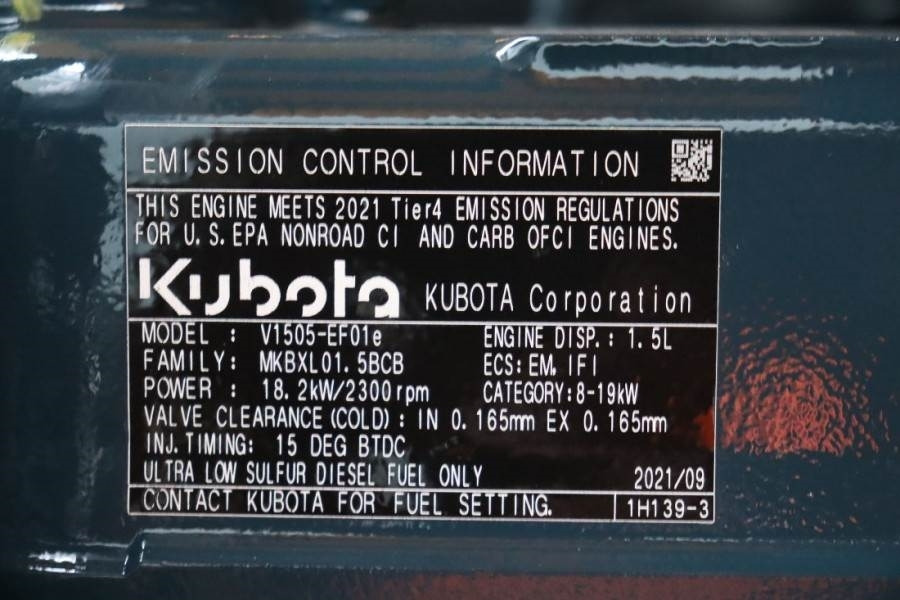 EMISSION CONTROL INFORMATION
THIS ENGINE MEETS 2021 Tier4 EMISSION REGULATIONS
FOR U.S. EPA NONROAD CI AND CARB OFCI ENGINES.
Kubota KUBOTA Corporation
MODEL : V1505-EF01e ENGINE DISP.: 1.5L
FAMILY: MKBXL01.5BCB ECS: EM, IFI
POWER : 18.2kW/2300rpm CATEGORY:8-19kW
VALVE CLEARANCE(COLD): IN 0.165mm EX 0.165mm
INJ.TIMING: 15 DEG BTDC
ULTRA LOW SULFUR DIESEL FUEL ONLY 2021/09
CONTACT KUBOTA FOR FUEL SETTING. 1H139-3